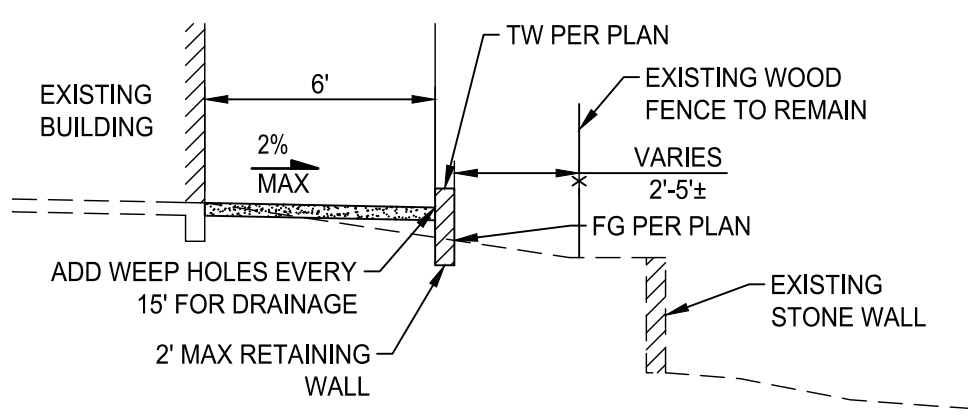 TW PER PLAN
EXISTING
BUILDING
6'
EXISTING WOOD
FENCE TO REMAIN
2%
MAX
VARIES
2'-5'±
FG PER PLAN
ADD WEEP HOLES EVERY
15' FOR DRAINAGE
EXISTING
STONE WALL
2' MAX RETAINING
WALL